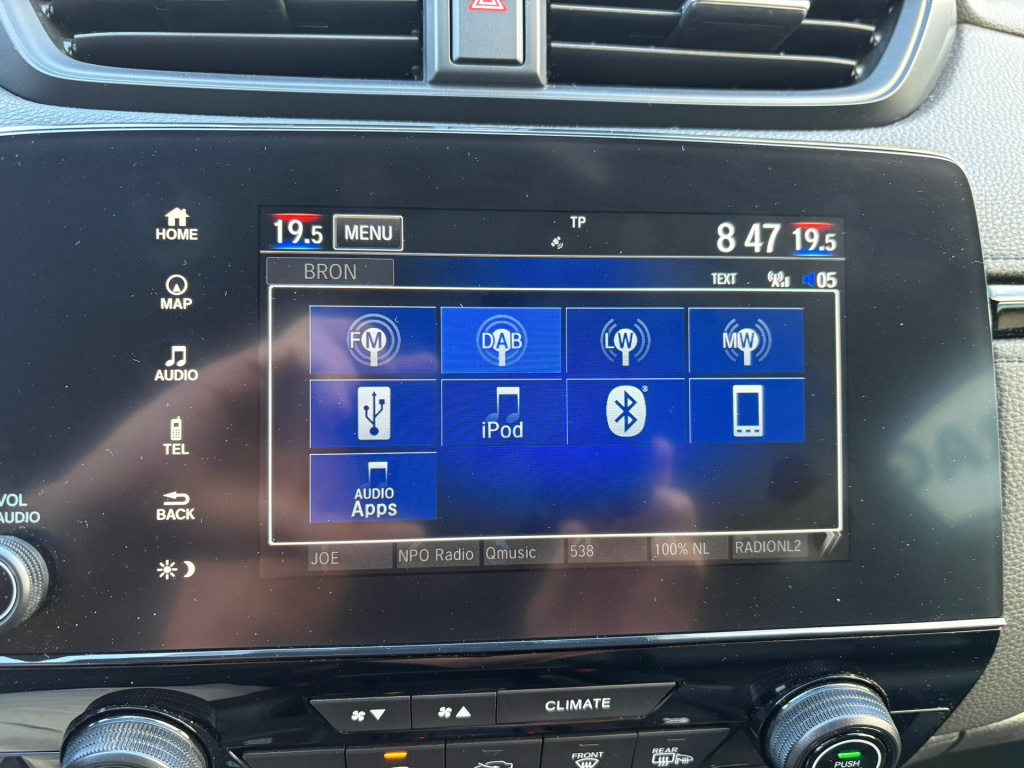 TP
19.5 MENU 8 47 19.5
BRON TEXT 05
FM DAB LW MW
iPod
AUDIO
Apps
JOE NPO Radio Qmusic 538 100% NL RADIONL2
HOME
MAP
AUDIO
TEL
BACK
VOL
AUDIO
CLIMATE
FRONT
REAR
PUSH